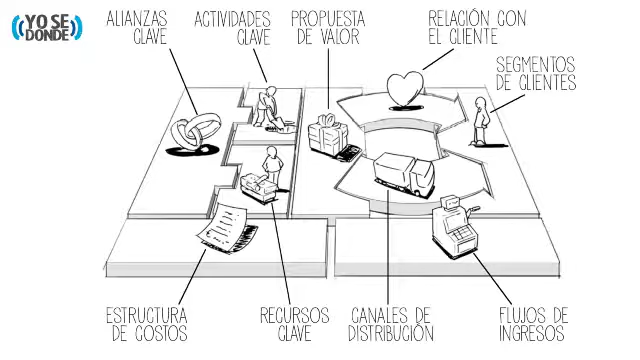 YO SE
DONDE
ALIANZAS
CLAVE
ACTIVIDADES
CLAVE
PROPUESTA
DE VALOR
RELACIÓN CON
EL CLIENTE
SEGMENTOS
DE CLIENTES
ESTRUCTURA
DE COSTOS
RECURSOS
CLAVE
CANALES DE
DISTRIBUCIÓN
FLUJOS DE
INGRESOS